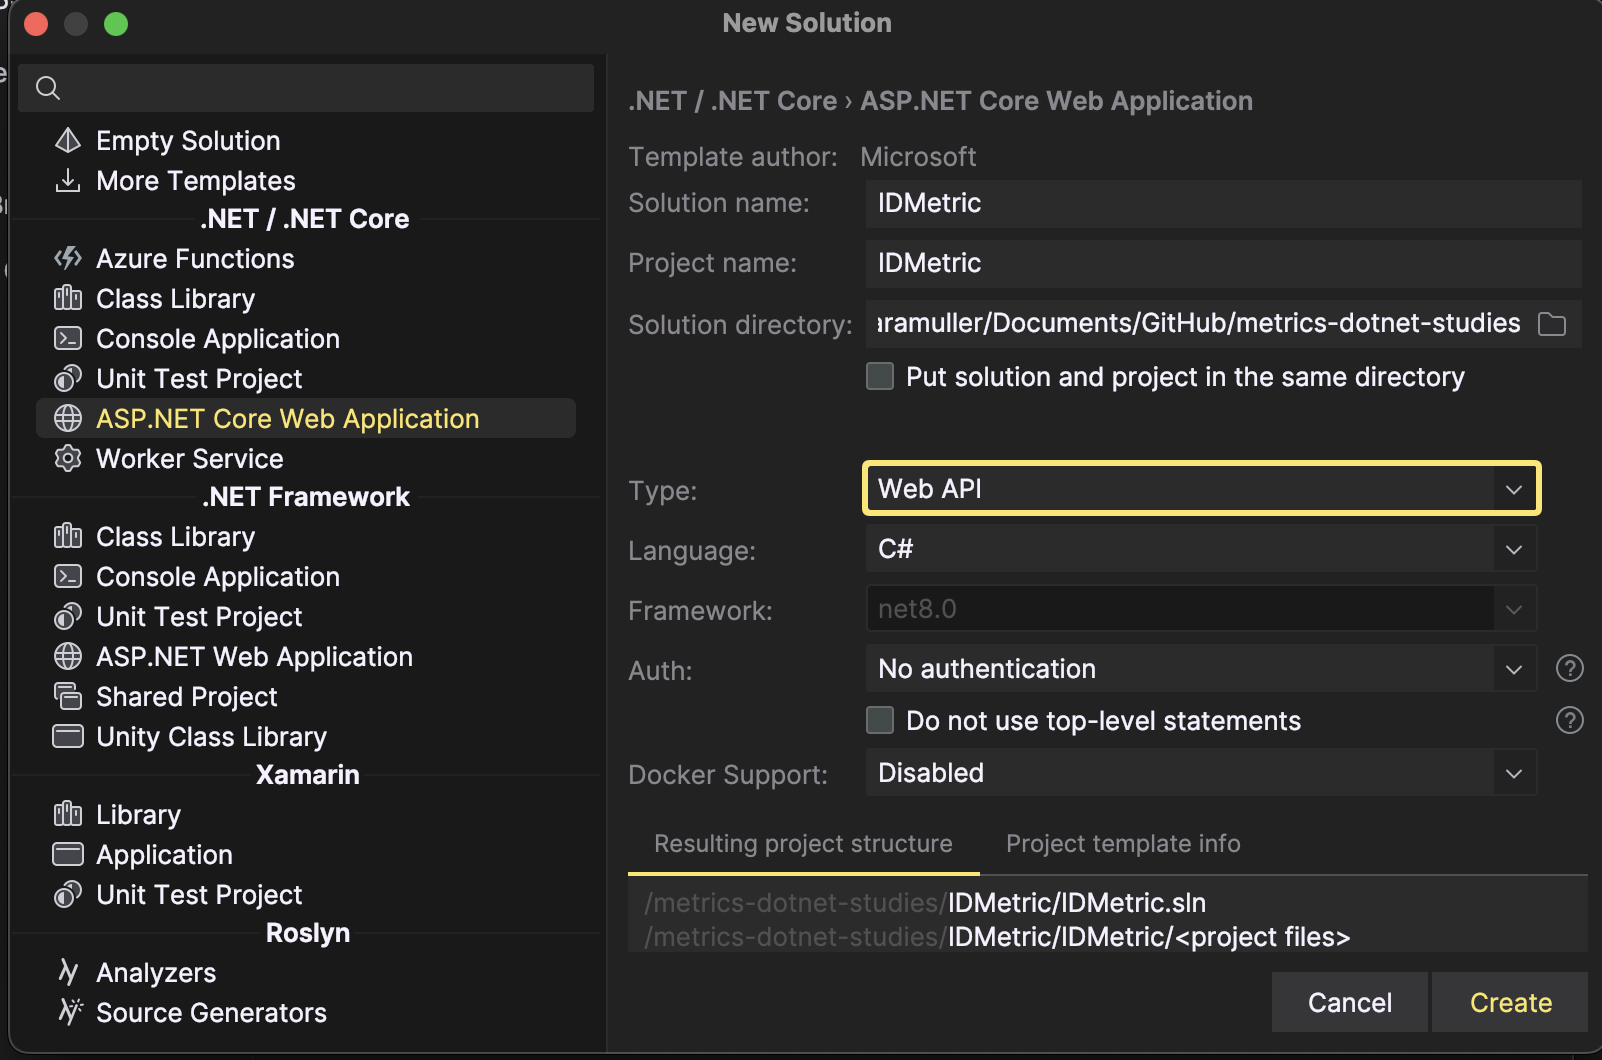 New Solution
Empty Solution
More Templates
.NET / .NET Core
Azure Functions
Class Library
Console Application
Unit Test Project
ASP.NET Core Web Application
Worker Service
.NET Framework
Class Library
Console Application
Unit Test Project
ASP.NET Web Application
Shared Project
Unity Class Library
Xamarin
Library
Application
Unit Test Project
Roslyn
Analyzers
Source Generators
.NET / .NET Core › ASP.NET Core Web Application
Template author: Microsoft
Solution name: IDMetric
Project name: IDMetric
Solution directory: aramuller/Documents/GitHub/metrics-dotnet-studies
Put solution and project in the same directory
Type: Web API
Language: C#
Framework: net8.0
Auth: No authentication
Do not use top-level statements
Docker Support: Disabled
Resulting project structure Project template info
/metrics-dotnet-studies/IDMetric/IDMetric.sln
/metrics-dotnet-studies/IDMetric/IDMetric/<project files>
Cancel Create